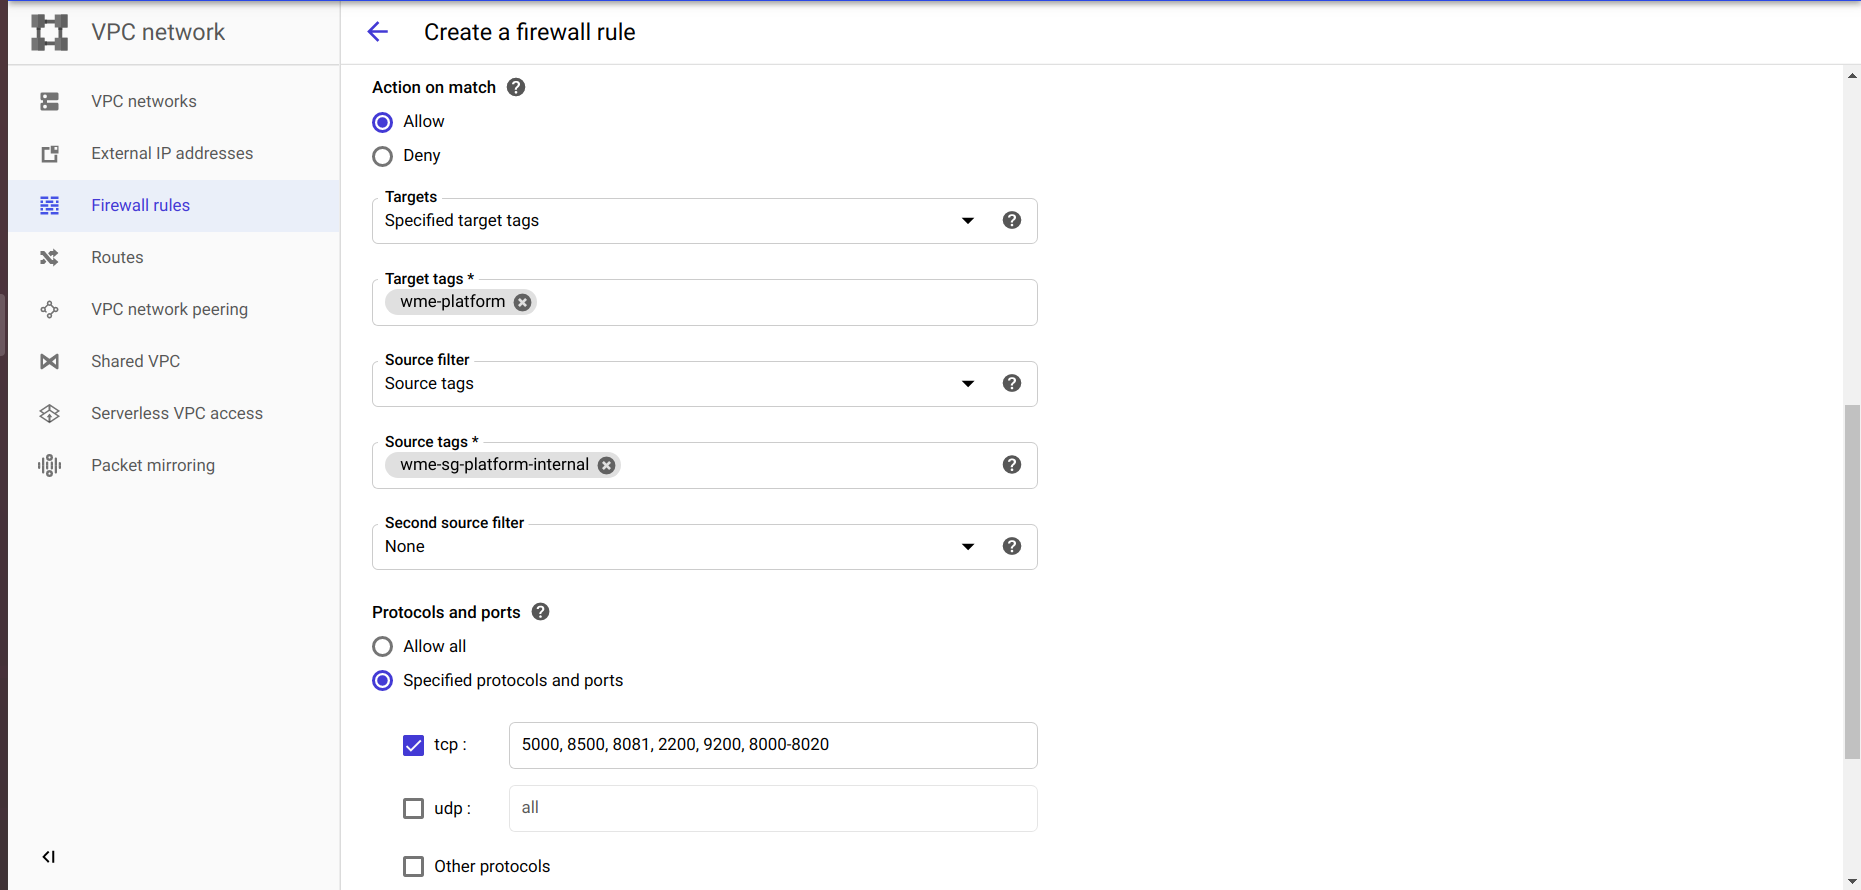 VPC network
VPC networks
External IP addresses
Firewall rules
Routes
VPC network peering
Shared VPC
Serverless VPC access
Packet mirroring
Create a firewall rule
Action on match
Allow
Deny
Targets
Specified target tags
Target tags *
wme-platform
Source filter
Source tags
Source tags *
wme-sg-platform-internal
Second source filter
None
Protocols and ports
Allow all
Specified protocols and ports
tcp : 5000, 8500, 8081, 2200, 9200, 8000-8020
udp : all
Other protocols